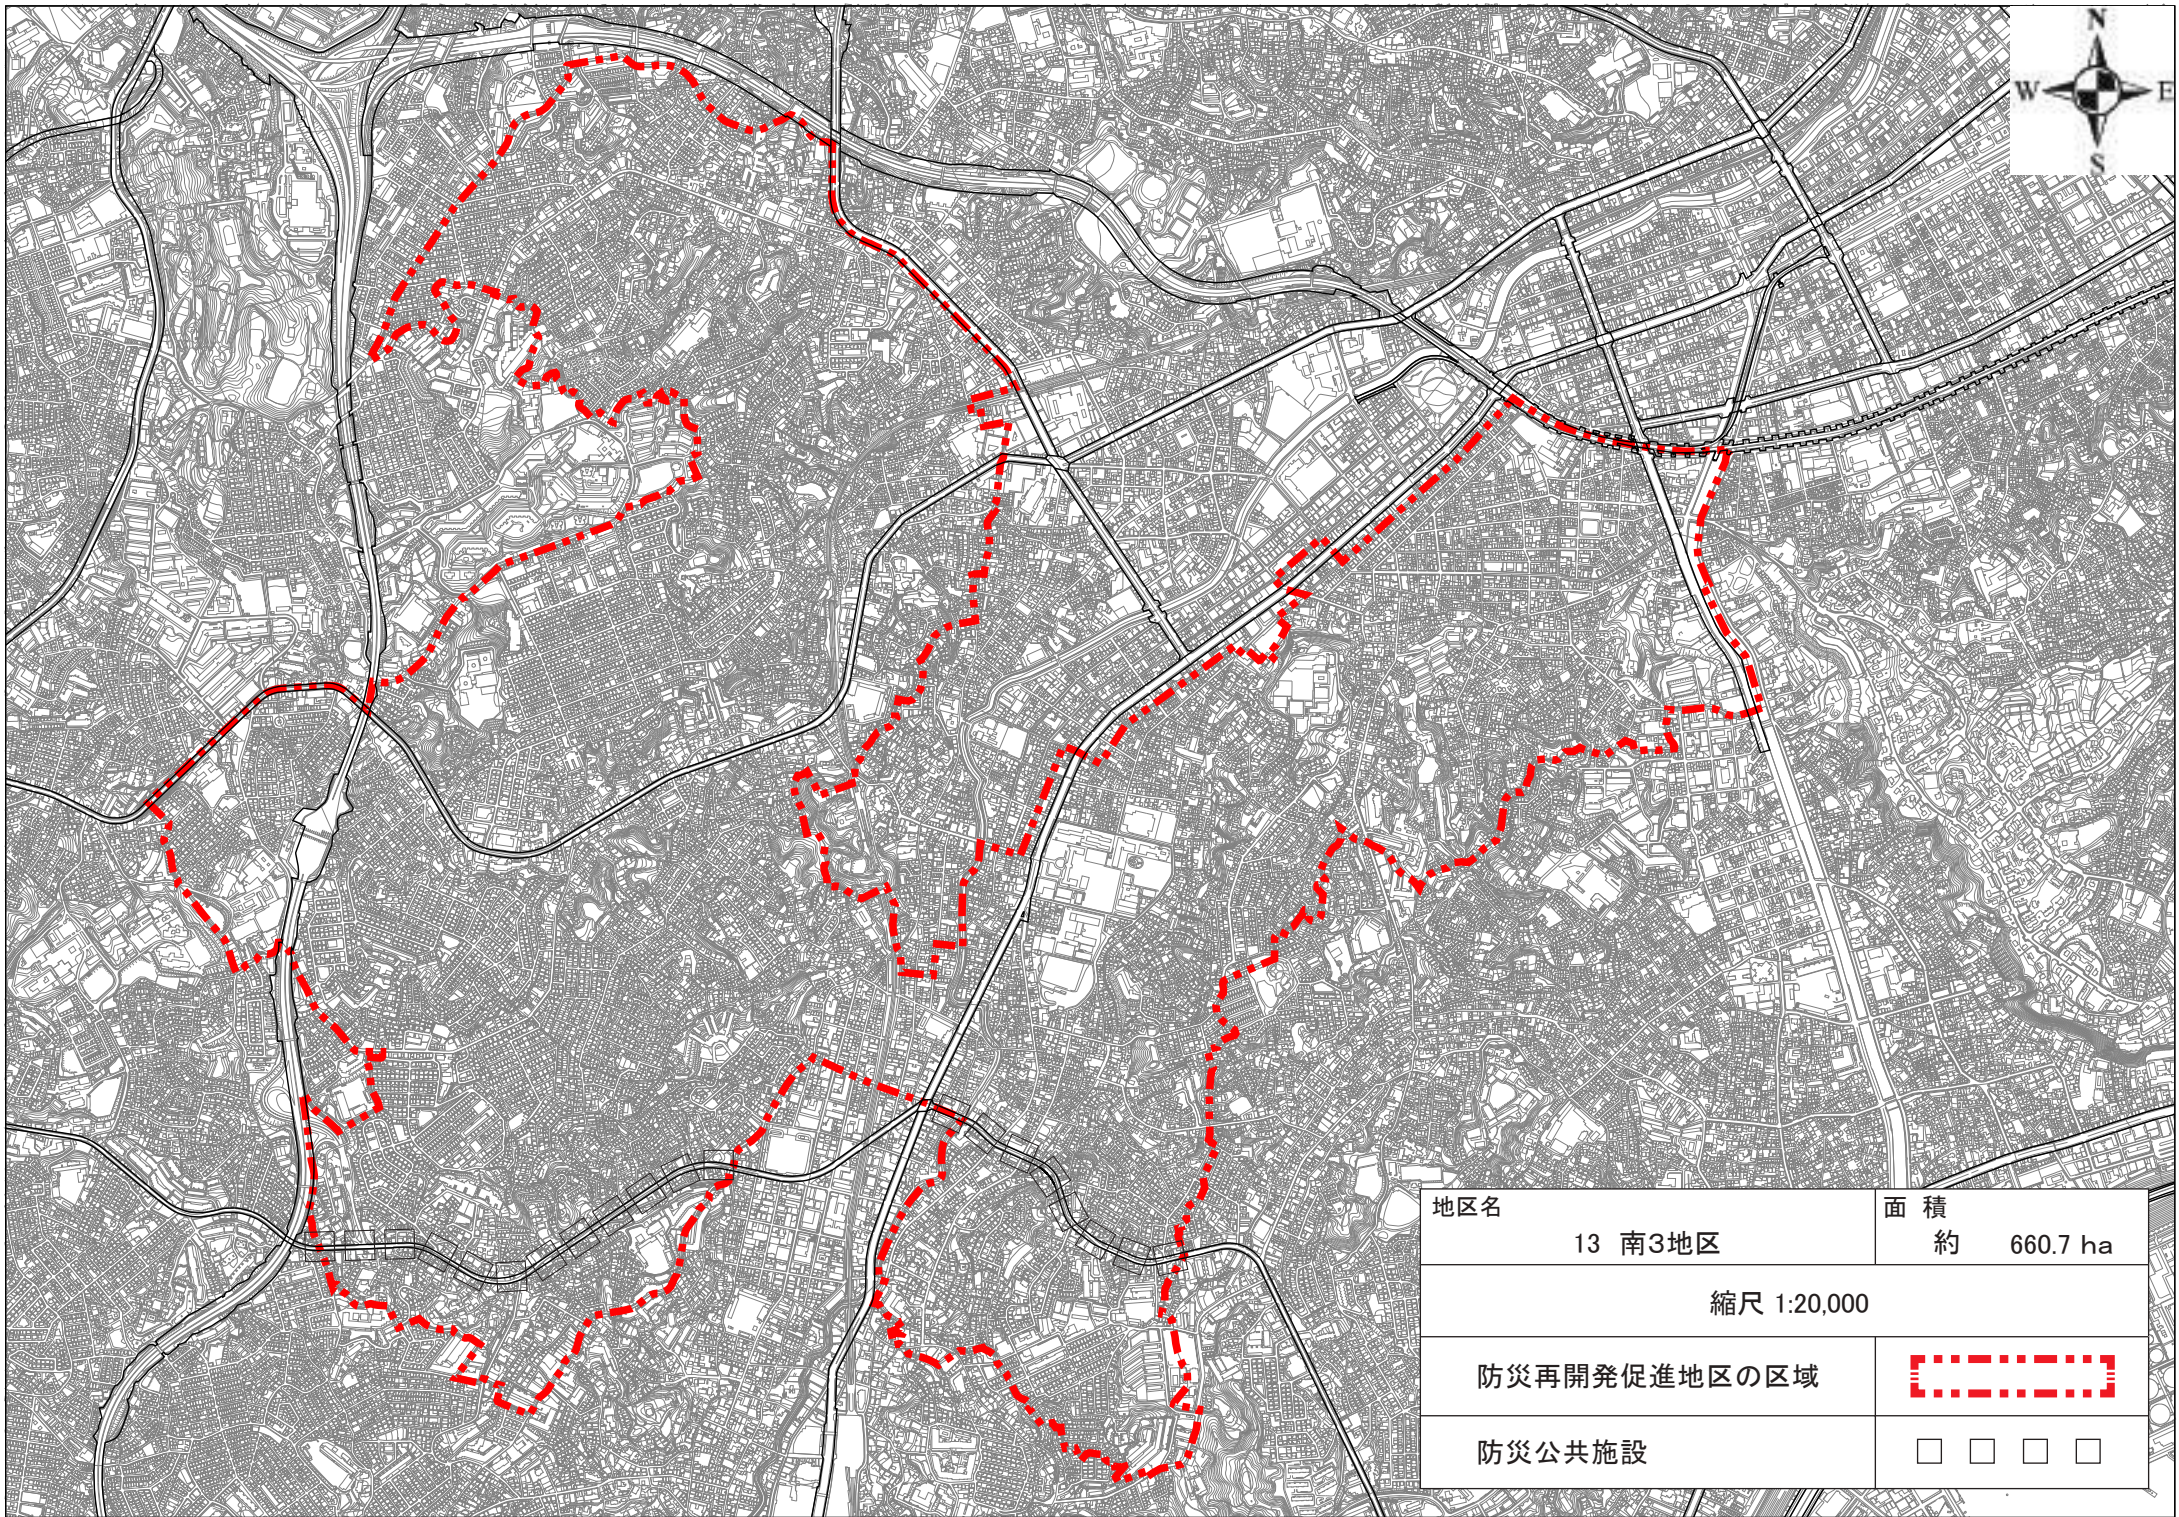 N
W E
S
地区名
13 南3地区
面 積
約 660.7 ha
縮尺 1:20,000
防災再開発促進地区の区域
防災公共施設